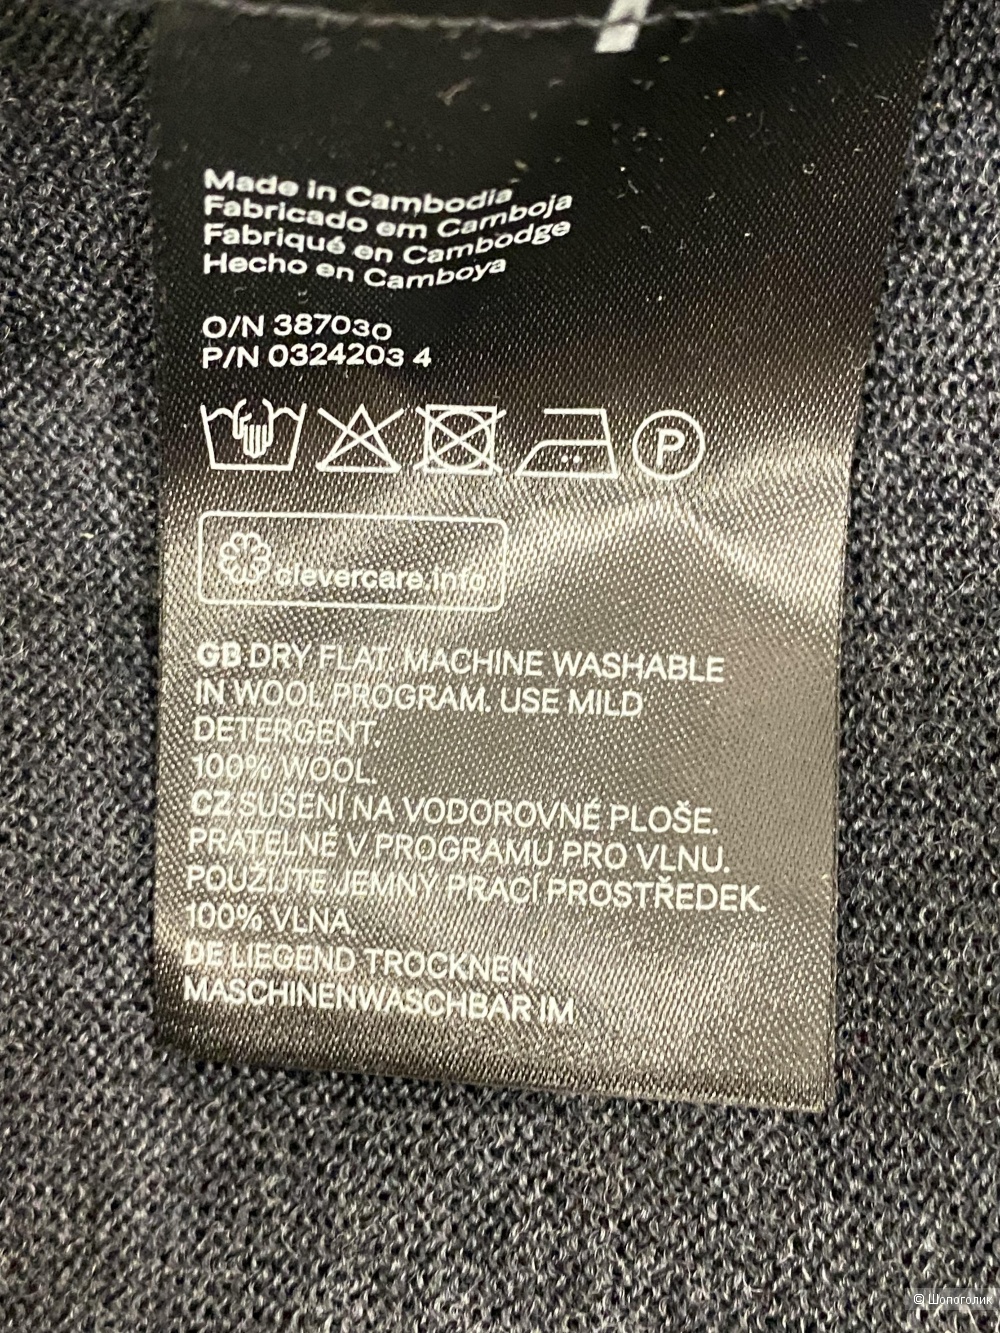 Made in Cambodia
Fabricado em Camboja
Fabriqué en Cambodge
Hecho en Camboya
O/N 387030
P/N 0324203 4
P
clevercare.info
GB DRY FLAT. MACHINE WASHABLE
IN WOOL PROGRAM. USE MILD
DETERGENT.
100% WOOL.
CZ SUŠENÍ NA VODOROVNÉ PLOŠE.
PRATELNÉ V PROGRAMU PRO VLNU.
POUŽIJTE JEMNÝ PRACÍ PROSTŘEDEK.
100% VLNA.
DE LIEGEND TROCKNEN.
MASCHINENWASCHBAR IM
© Шопоголик